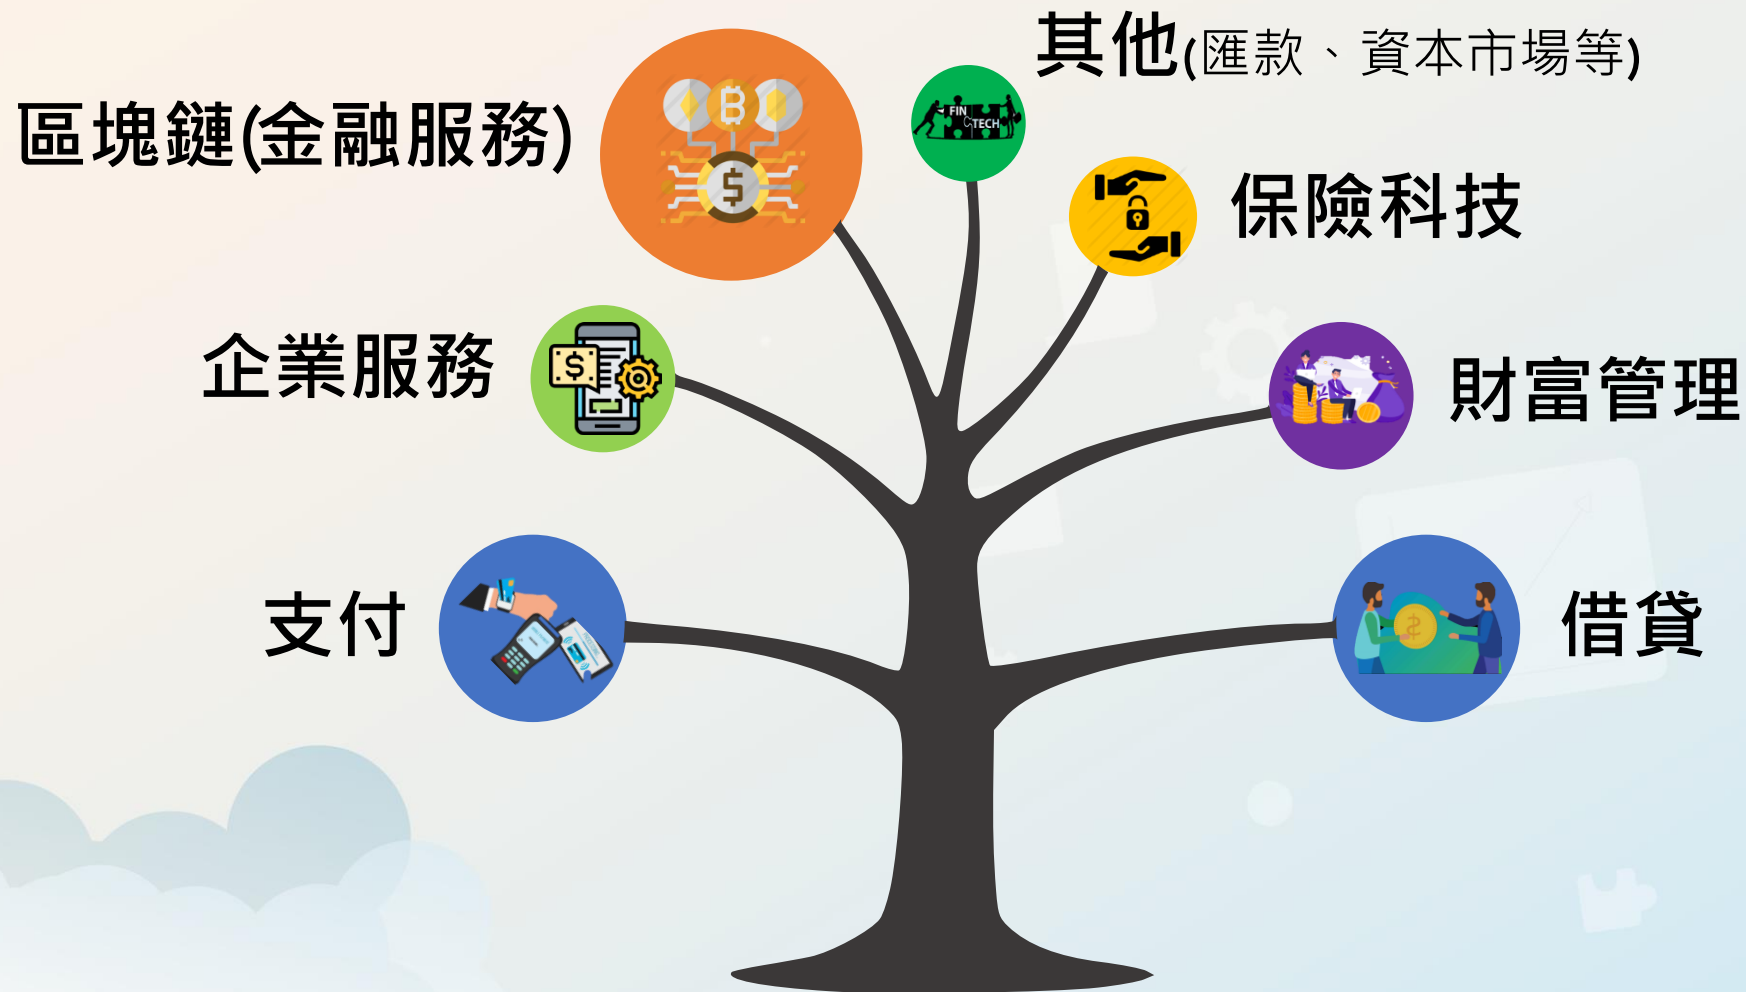 其他(匯款、資本市場等)
區塊鏈(金融服務)
FIN
TECH
保險科技
企業服務
財富管理
支付
借貸